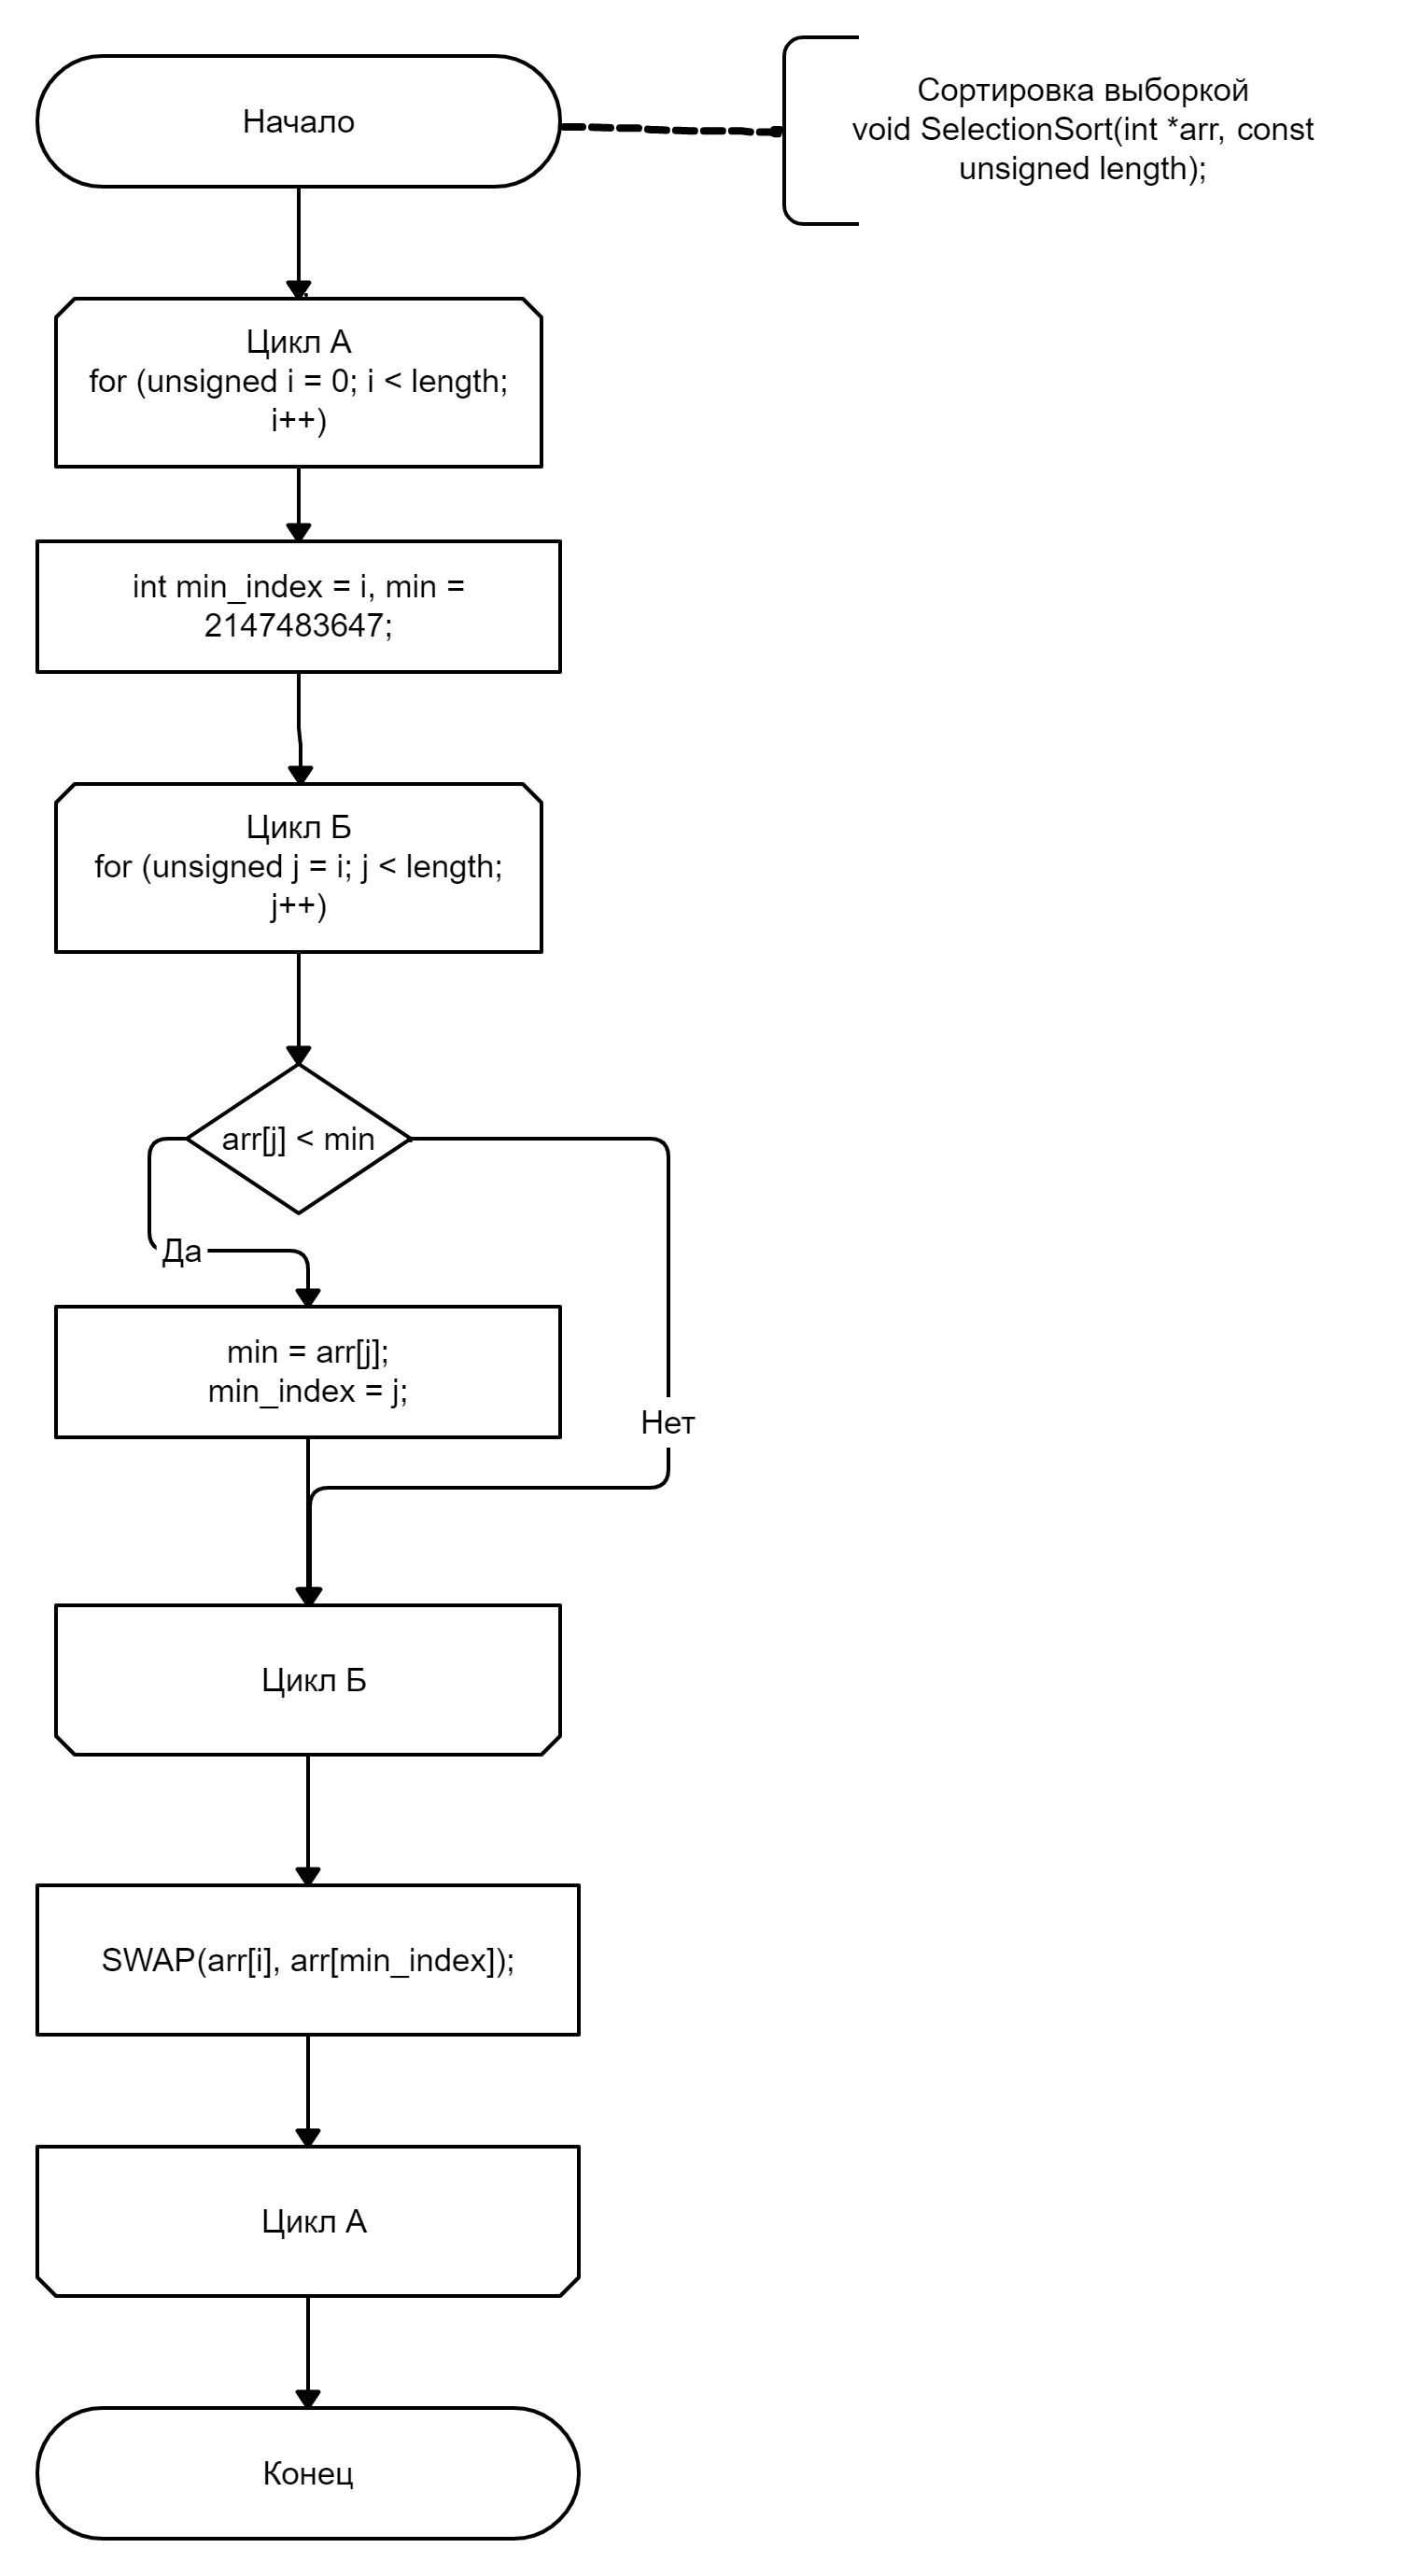 Начало
Сортировка выборкой
void SelectionSort(int *arr, const
unsigned length);
Цикл А
for (unsigned i = 0; i < length;
i++)
int min_index = i, min =
2147483647;
Цикл Б
for (unsigned j = i; j < length;
j++)
arr[j] < min
Да
min = arr[j];
min_index = j;
Нет
Цикл Б
SWAP(arr[i], arr[min_index]);
Цикл А
Конец